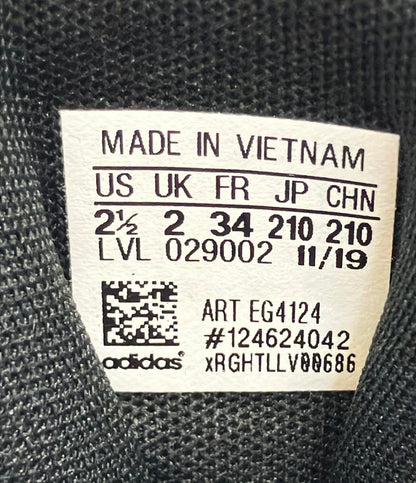 MADE IN VIETNAM
US UK FR JP CHN
2½ 2 34 210 210
LVL 029002 11/19
ART EG4124
#124624042
adidas® xRGHTLLV00686